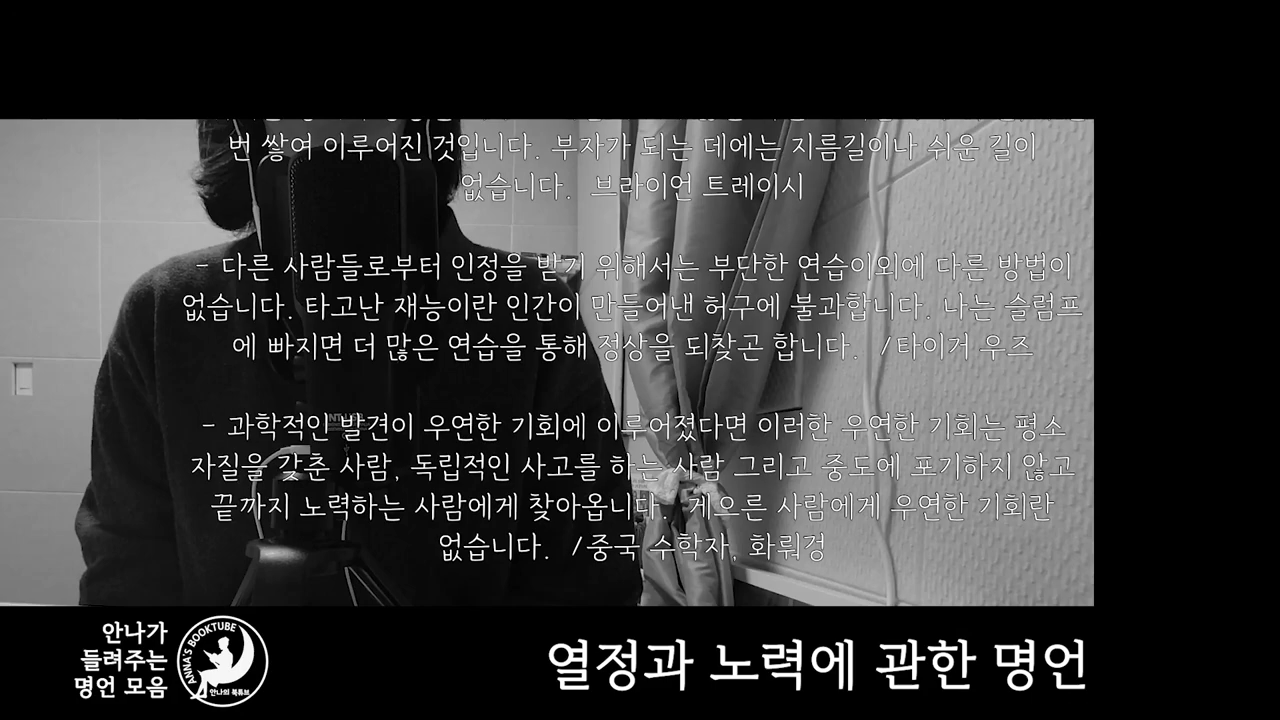 번 쌓여 이루어진 것입니다. 부자가 되는 데에는 지름길이나 쉬운 길이
없습니다. 브라이언 트레이시
- 다른 사람들로부터 인정을 받기 위해서는 부단한 연습이외에 다른 방법이
없습니다. 타고난 재능이란 인간이 만들어낸 허구에 불과합니다. 나는 슬럼프
에 빠지면 더 많은 연습을 통해 정상을 되찾곤 합니다. /타이거 우즈
- 과학적인 발견이 우연한 기회에 이루어졌다면 이러한 우연한 기회는 평소
자질을 갖춘 사람, 독립적인 사고를 하는 사람 그리고 중도에 포기하지 않고
끝까지 노력하는 사람에게 찾아옵니다. 게으른 사람에게 우연한 기회란
없습니다. /중국 수학자, 화뤄겅
안나가
들려주는
명언 모음
ANNA'S BOOKTUBE
안나의 북튜브
열정과 노력에 관한 명언